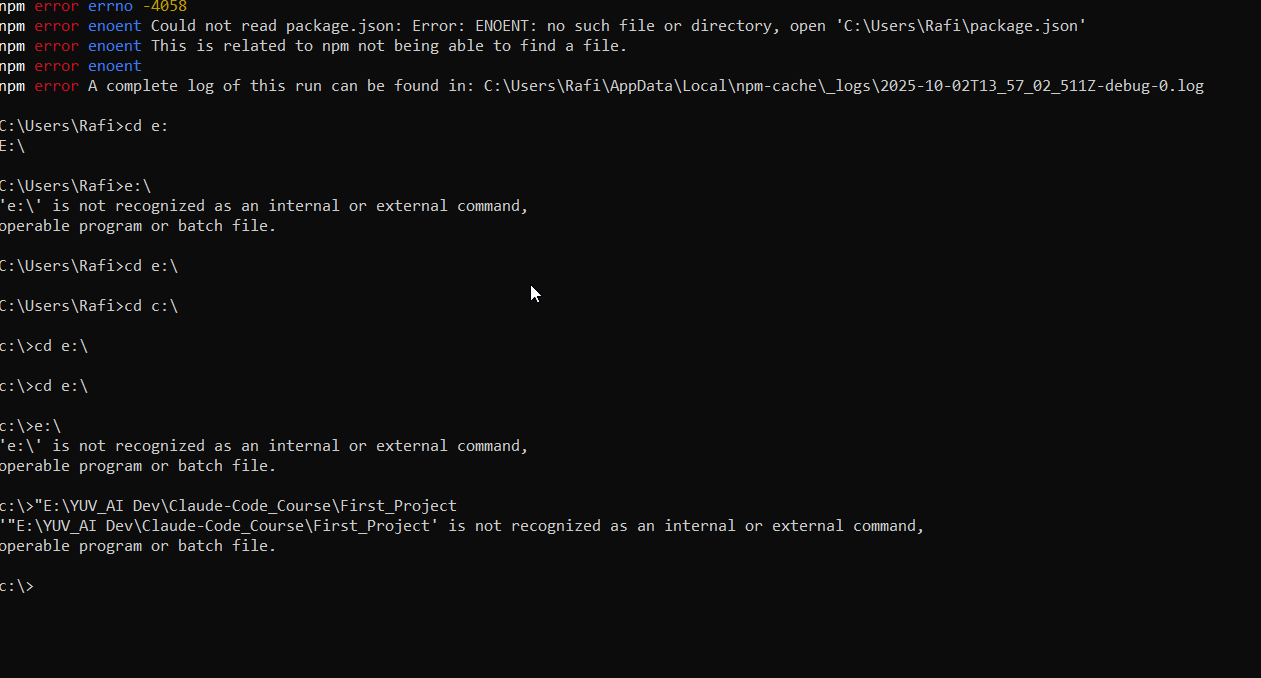 npm error errno -4058
npm error enoent Could not read package.json: Error: ENOENT: no such file or directory, open 'C:\Users\Rafi\package.json'
npm error enoent This is related to npm not being able to find a file.
npm error enoent
npm error A complete log of this run can be found in: C:\Users\Rafi\AppData\Local\npm-cache\_logs\2025-10-02T13_57_02_511Z-debug-0.log
C:\Users\Rafi>cd e:
E:\
C:\Users\Rafi>e:\
'e:\' is not recognized as an internal or external command,
operable program or batch file.
C:\Users\Rafi>cd e:\
C:\Users\Rafi>cd c:\
c:\>cd e:\
c:\>cd e:\
c:\>e:\
'e:\' is not recognized as an internal or external command,
operable program or batch file.
c:\>"E:\YUV_AI Dev\Claude-Code_Course\First_Project
'"E:\YUV_AI Dev\Claude-Code_Course\First_Project' is not recognized as an internal or external command,
operable program or batch file.
c:\>